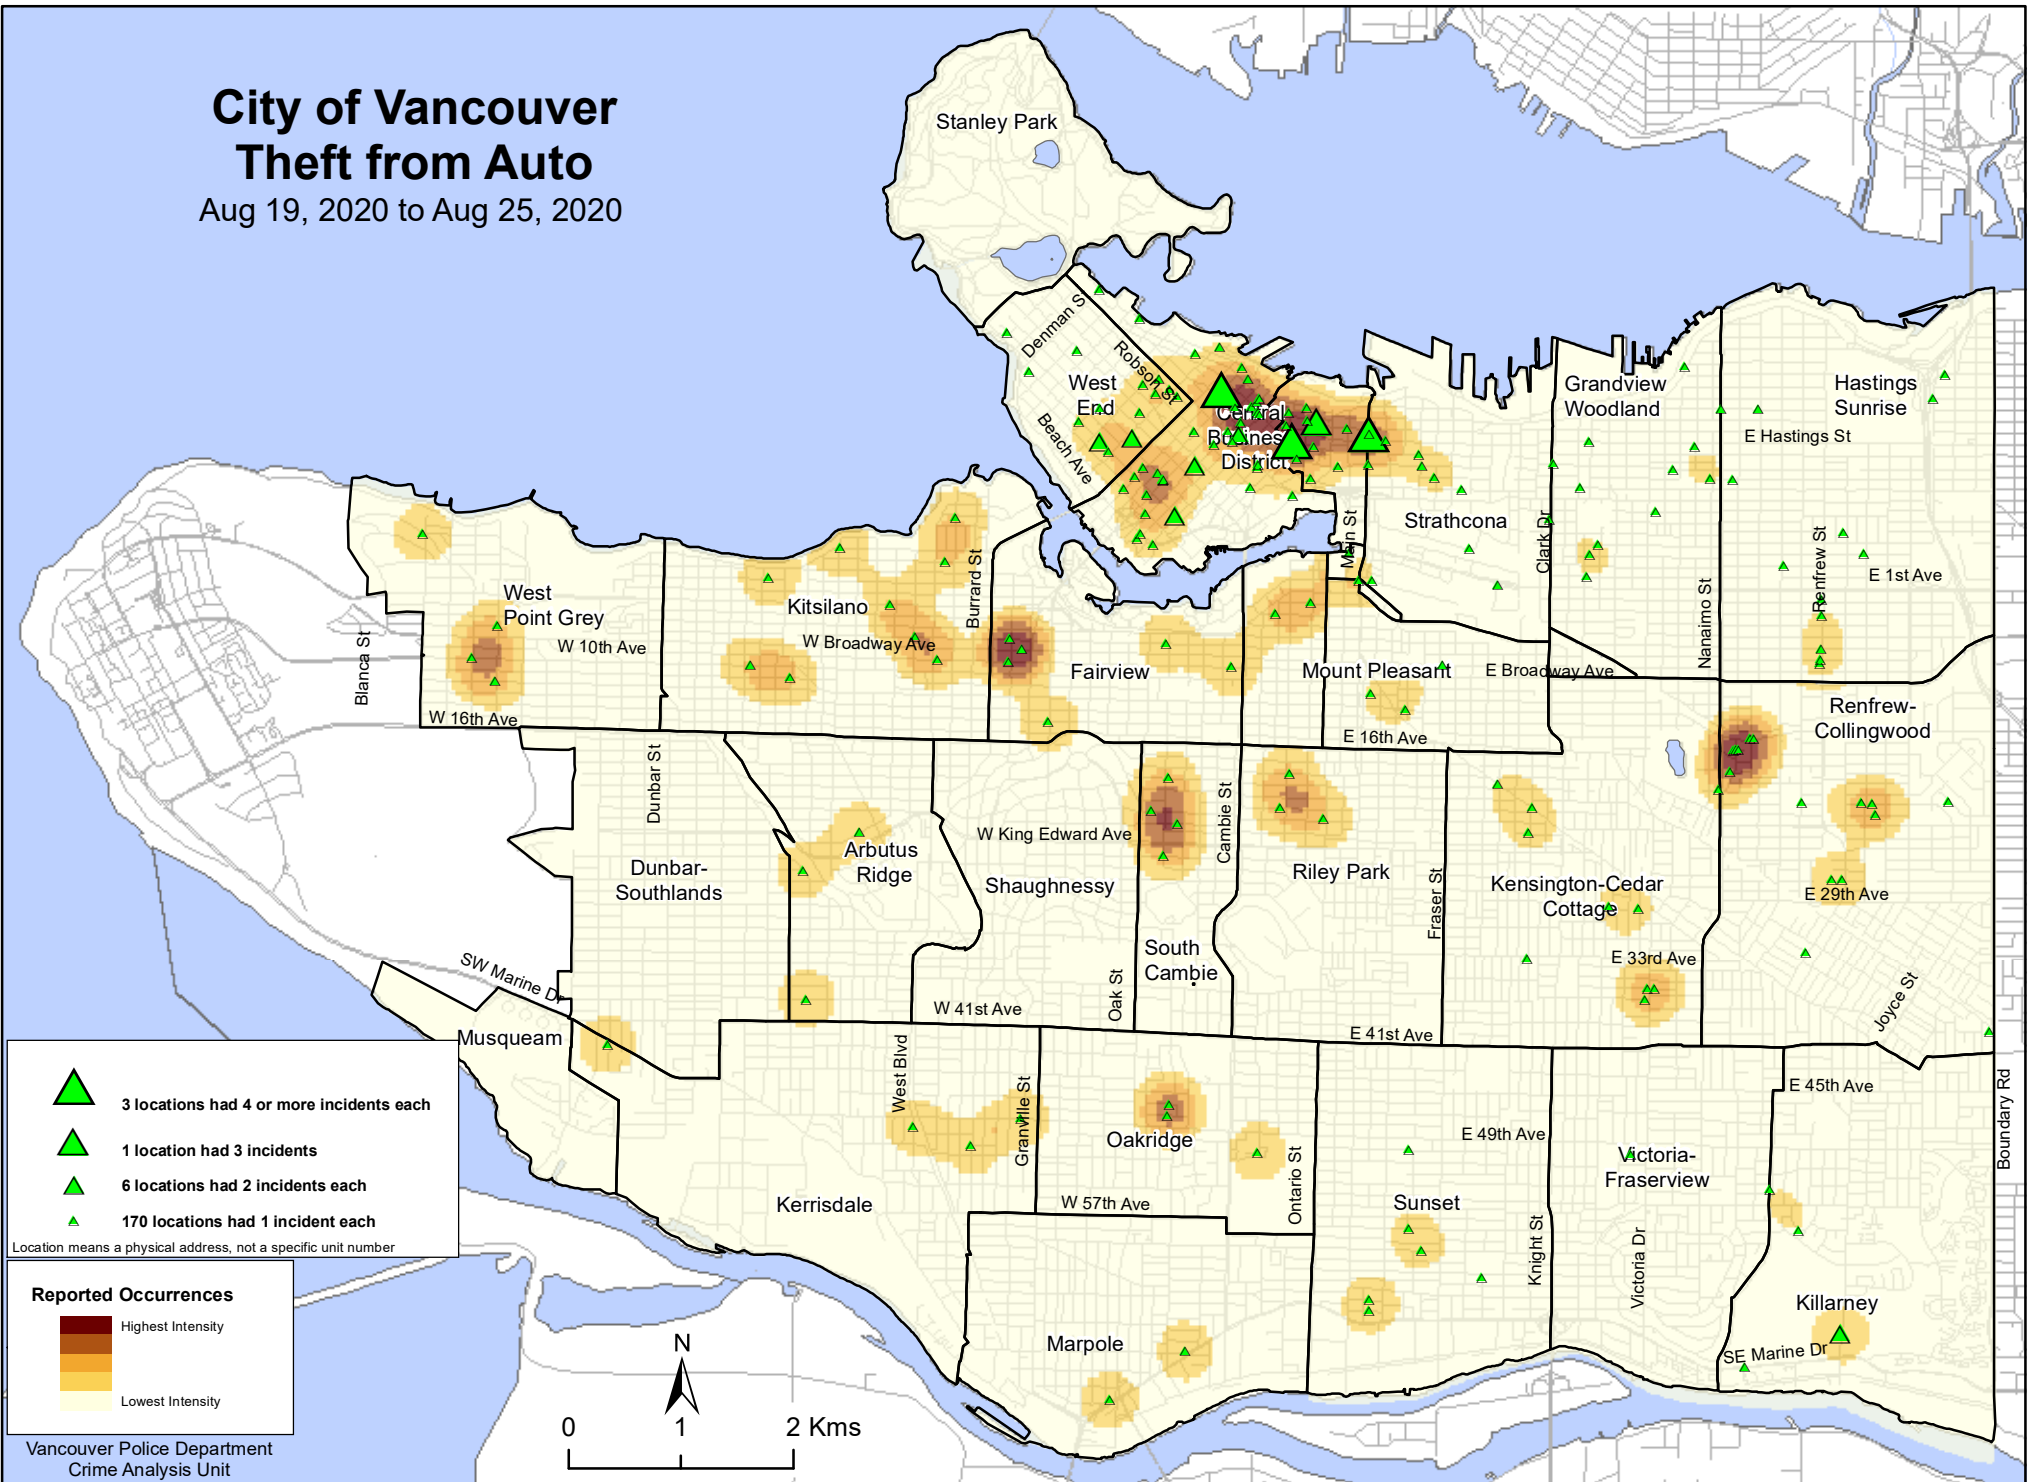 City of Vancouver
Theft from Auto
Aug 19, 2020 to Aug 25, 2020
Stanley Park
Denman S
Robson St
West
End
Beach Ave
Central
Business
District
Grandview
Woodland
Hastings
Sunrise
E Hastings St
Strathcona
Main St
Clark Dr
Nanaimo St
Renfrew St
E 1st Ave
West
Point Grey
Blanca St
W 10th Ave
W 16th Ave
Kitsilano
W Broadway Ave
Burrard St
Fairview
Mount Pleasant
E Broadway Ave
E 16th Ave
Renfrew-
Collingwood
Dunbar St
Dunbar-
Southlands
Arbutus
Ridge
W King Edward Ave
Shaughnessy
Cambie St
South
Cambie
Oak St
W 41st Ave
Riley Park
Fraser St
Kensington-Cedar
Cottage
E 33rd Ave
E 29th Ave
Joyce St
E 41st Ave
SW Marine Dr
Musqueam
West Blvd
Granville St
Kerrisdale
Oakridge
W 57th Ave
Ontario St
E 49th Ave
Sunset
Knight St
Victoria-
Fraserview
Victoria Dr
E 45th Ave
Boundary Rd
Killarney
SE Marine Dr
Marpole
3 locations had 4 or more incidents each
1 location had 3 incidents
6 locations had 2 incidents each
170 locations had 1 incident each
Location means a physical address, not a specific unit number
Reported Occurrences
Highest Intensity
Lowest Intensity
Vancouver Police Department
Crime Analysis Unit
N
0 1 2 Kms